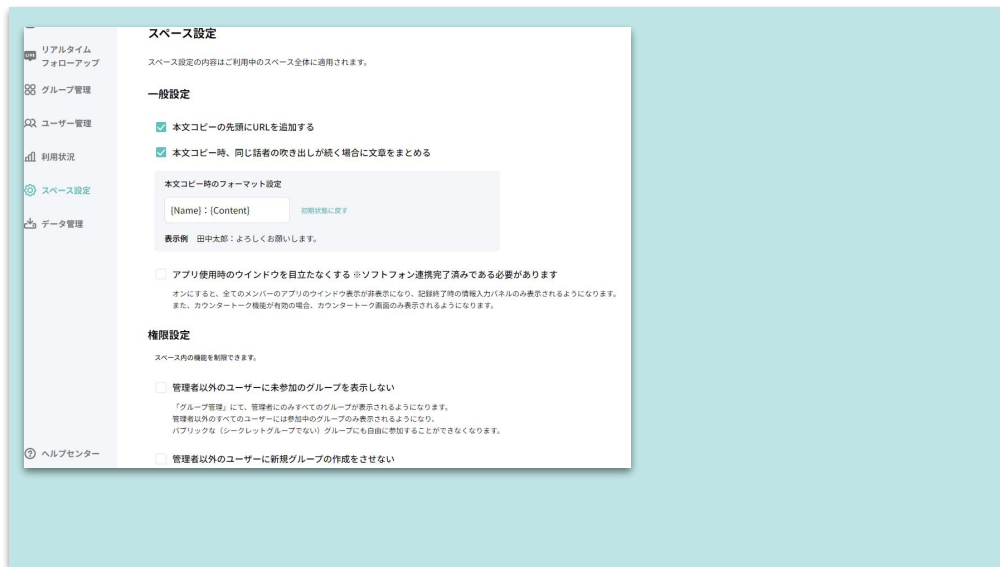 LIVE
リアルタイム
フォローアップ
グループ管理
ユーザー管理
利用状況
スペース設定
データ管理
ヘルプセンター
スペース設定
スペース設定の内容はご利用中のスペース全体に適用されます。
一般設定
本文コピーの先頭にURLを追加する
本文コピー時、同じ話者の吹き出しが続く場合に文章をまとめる
本文コピー時のフォーマット設定
{Name}：{Content}
初期状態に戻す
表示例 田中太郎：よろしくお願いします。
アプリ使用時のウインドウを目立たなくする ※ソフトフォン連携完了済みである必要があります
オンにすると、全てのメンバーのアプリのウインドウ表示が非表示になり、記録終了時の情報入力パネルのみ表示されるようになります。
また、カウンタートーク機能が有効の場合、カウンタートーク画面のみ表示されるようになります。
権限設定
スペース内の機能を制限できます。
管理者以外のユーザーに未参加のグループを表示しない
「グループ管理」にて、管理者にのみすべてのグループが表示されるようになります。
管理者以外のすべてのユーザーには参加中のグループのみ表示されるようになり、
パブリックな（シークレットグループでない）グループにも自由に参加することができなくなります。
管理者以外のユーザーに新規グループの作成をさせない